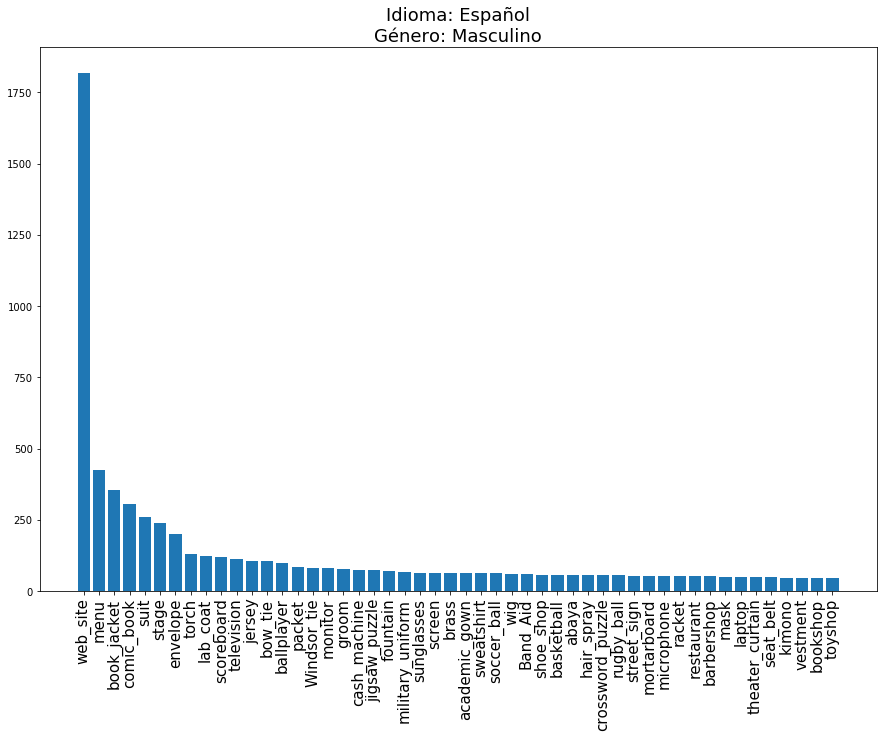 Idioma: Español
Género: Masculino
1750
1500
1250
1000
750
500
250
0
web_site
menu
book_jacket
comic_book
suit
stage
envelope
torch
lab_coat
scoreboard
television
jersey
bow_tie
ballplayer
packet
Windsor_tie
monitor
groom
cash_machine
jigsaw_puzzle
fountain
military_uniform
sunglasses
screen
brass
academic_gown
sweatshirt
soccer_ball
wig
Band_Aid
shoe_shop
basketball
abaya
hair_spray
crossword_puzzle
rugby_ball
street_sign
mortarboard
microphone
racket
restaurant
barbershop
mask
laptop
theater_curtain
seat_belt
kimono
vestment
bookshop
toyshop